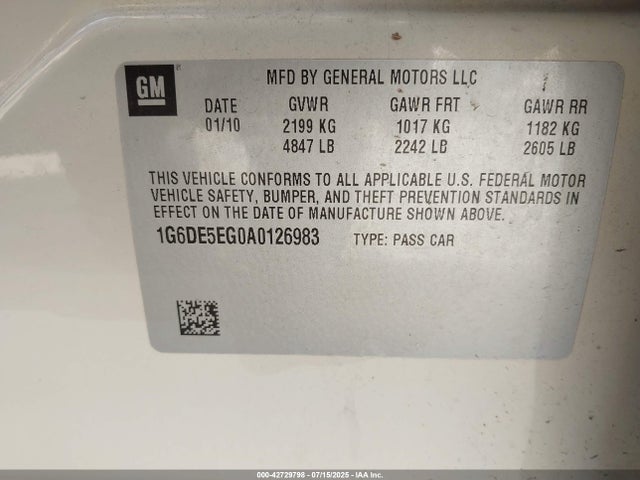 GM
MFD BY GENERAL MOTORS LLC
DATE GVWR GAWR FRT GAWR RR
01/10 2199 KG 1017 KG 1182 KG
4847 LB 2242 LB 2605 LB
THIS VEHICLE CONFORMS TO ALL APPLICABLE U.S. FEDERAL MOTOR
VEHICLE SAFETY, BUMPER, AND THEFT PREVENTION STANDARDS IN
EFFECT ON THE DATE OF MANUFACTURE SHOWN ABOVE.
1G6DE5EG0A0126983 TYPE: PASS CAR
000-42729798 - 07/15/2025 - IAA Inc.